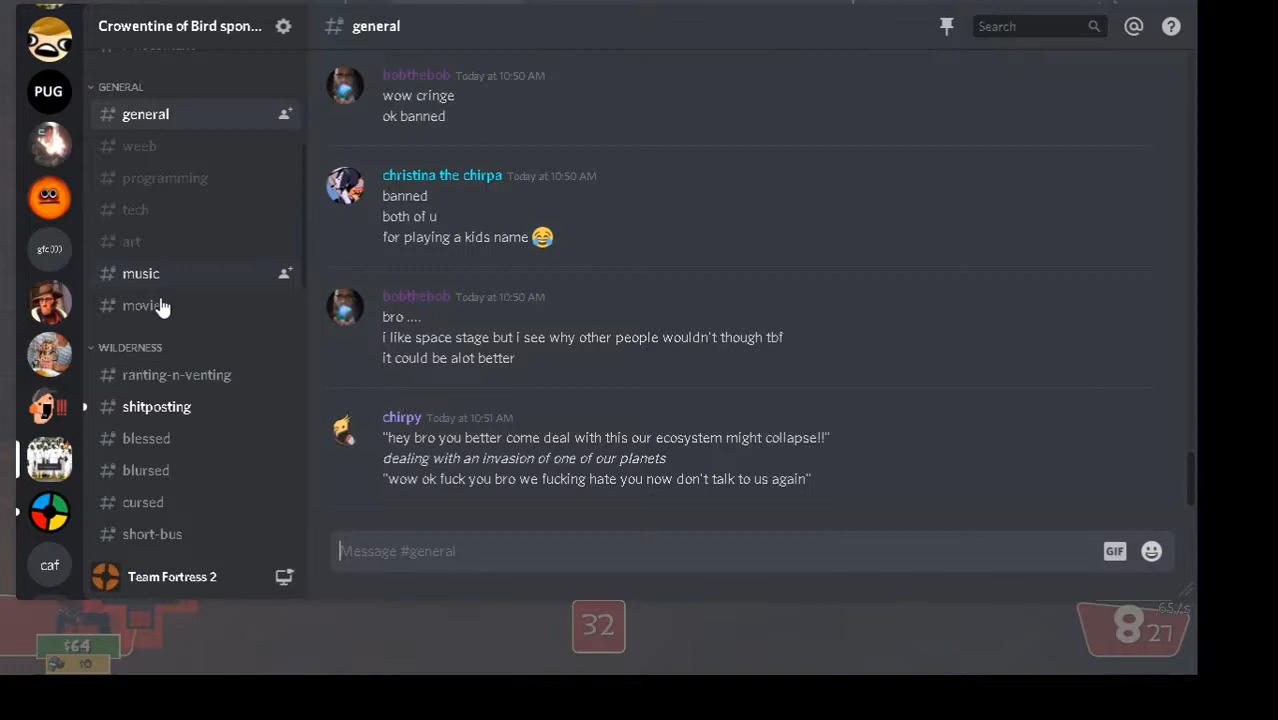 Crowentine of Bird spon...
general
Search
PUG
gfc:)))
caf
GENERAL
general
weeb
programming
tech
art
music
movie
WILDERNESS
ranting-n-venting
shitposting
blessed
blursed
cursed
short-bus
Team Fortress 2
bobthebob Today at 10:50 AM
wow cringe
ok banned
christina the chirpa Today at 10:50 AM
banned
both of u
for playing a kids name 😂
bobthebob Today at 10:50 AM
bro ....
i like space stage but i see why other people wouldn't though tbf
it could be alot better
chirpy Today at 10:51 AM
"hey bro you better come deal with this our ecosystem might collapse!!"
dealing with an invasion of one of our planets
"wow ok fuck you bro we fucking hate you now don't talk to us again"
Message #general
GIF
$64
$0
32
65/s
8 27